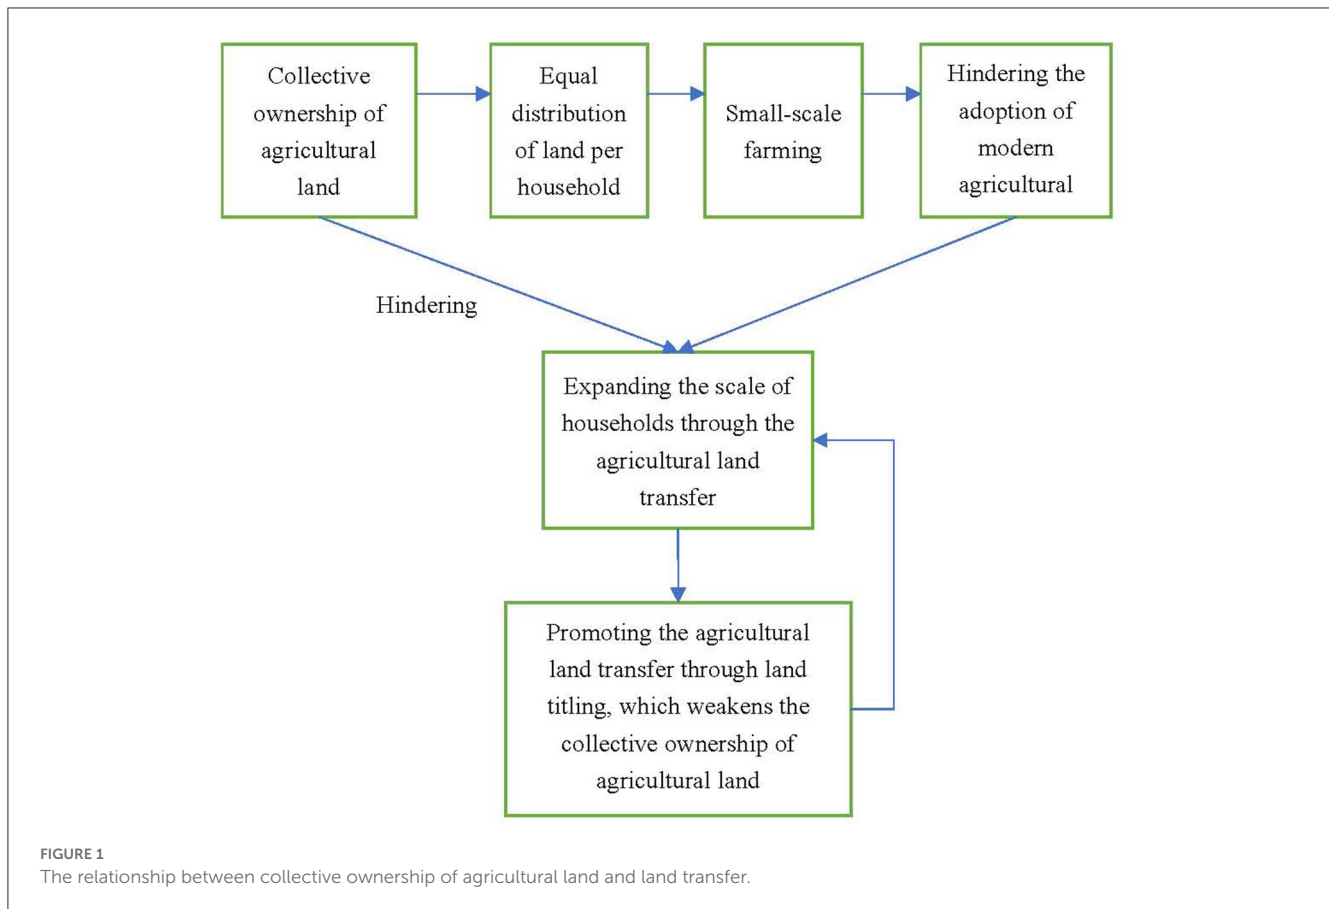 Collective
ownership of
agricultural
land
Equal
distribution
of land per
household
Small-scale
farming
Hindering the
adoption of
modern
agricultural
Hindering
Expanding the scale of
households through the
agricultural land
transfer
Promoting the agricultural
land transfer through land
titling, which weakens the
collective ownership of
agricultural land
FIGURE 1
The relationship between collective ownership of agricultural land and land transfer.